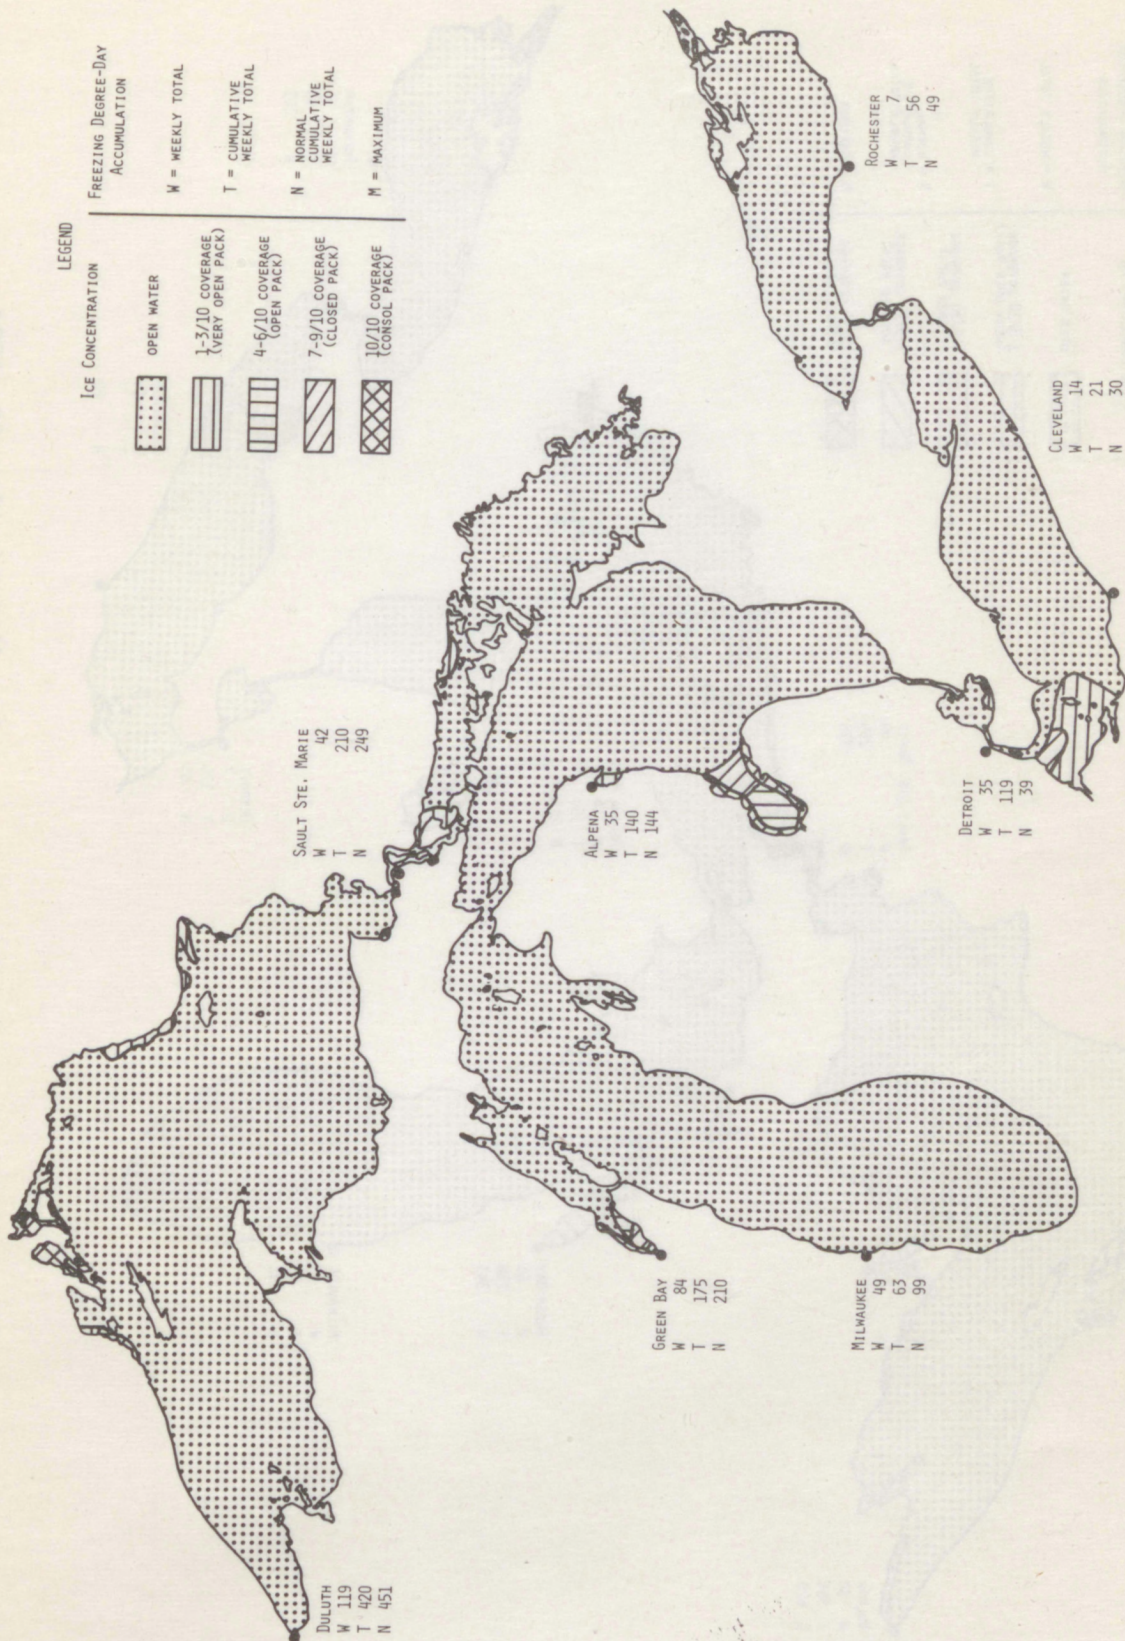 LEGEND
ICE CONCENTRATION
FREEZING DEGREE-DAY
ACCUMULATION
OPEN WATER
1-3/10 COVERAGE
(VERY OPEN PACK)
4-6/10 COVERAGE
(OPEN PACK)
7-9/10 COVERAGE
(CLOSED PACK)
10/10 COVERAGE
(CONSOL PACK)
W = WEEKLY TOTAL
T = CUMULATIVE
WEEKLY TOTAL
N = NORMAL
CUMULATIVE
WEEKLY TOTAL
M = MAXIMUM
DULUTH
W 119
T 420
N 451
SAULT STE. MARIE
W 42
T 210
N 249
GREEN BAY
W 84
T 175
N 210
MILWAUKEE
W 49
T 63
N 99
ALPENA
W 35
T 140
N 144
DETROIT
W 35
T 119
N 39
CLEVELAND
W 14
T 21
N 30
ROCHESTER
W 7
T 56
N 49